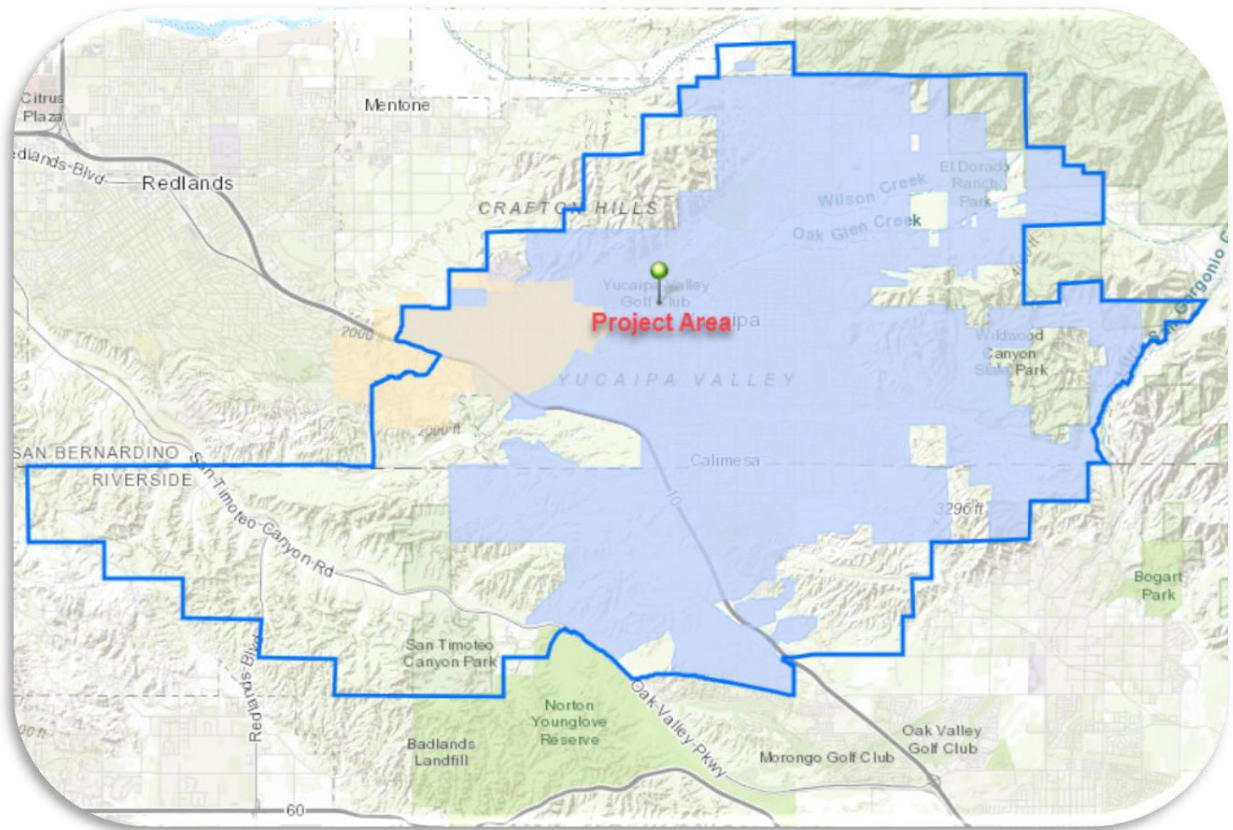 Citrus
Plaza
Mentone
edlands-Blvd
Redlands
CRAFTON HILLS
El Dorado
Ranch
Park
Wilson Creek
Oak Glen Creek
Yucaipa Valley
Golf Club
Project Area
ipa
2000
Wildwood
Canyon
State Park
YUCAIPA VALLEY
2000 ft
SAN BERNARDINO
RIVERSIDE
Calimesa
San-Timoteo-Canyon-Rd
10
3296 ft
Bogart
Park
San Timoteo
Canyon Park
Redlands-Blvd
Norton
Younglove
Reserve
Oak-Valley-Pkwy
Badlands
Landfill
Morongo Golf Club
Oak Valley
Golf Club
60